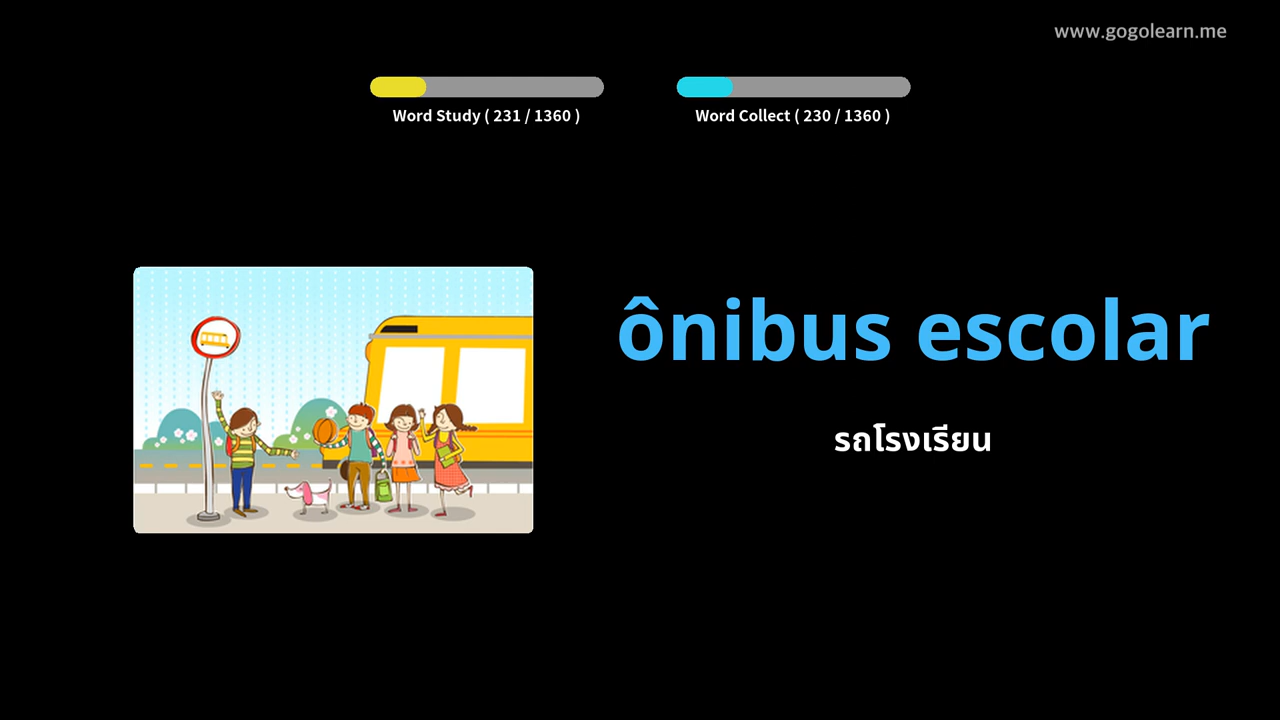 www.gogolearn.me
Word Study ( 231 / 1360 )
Word Collect ( 230 / 1360 )
ônibus escolar
รถโรงเรียน